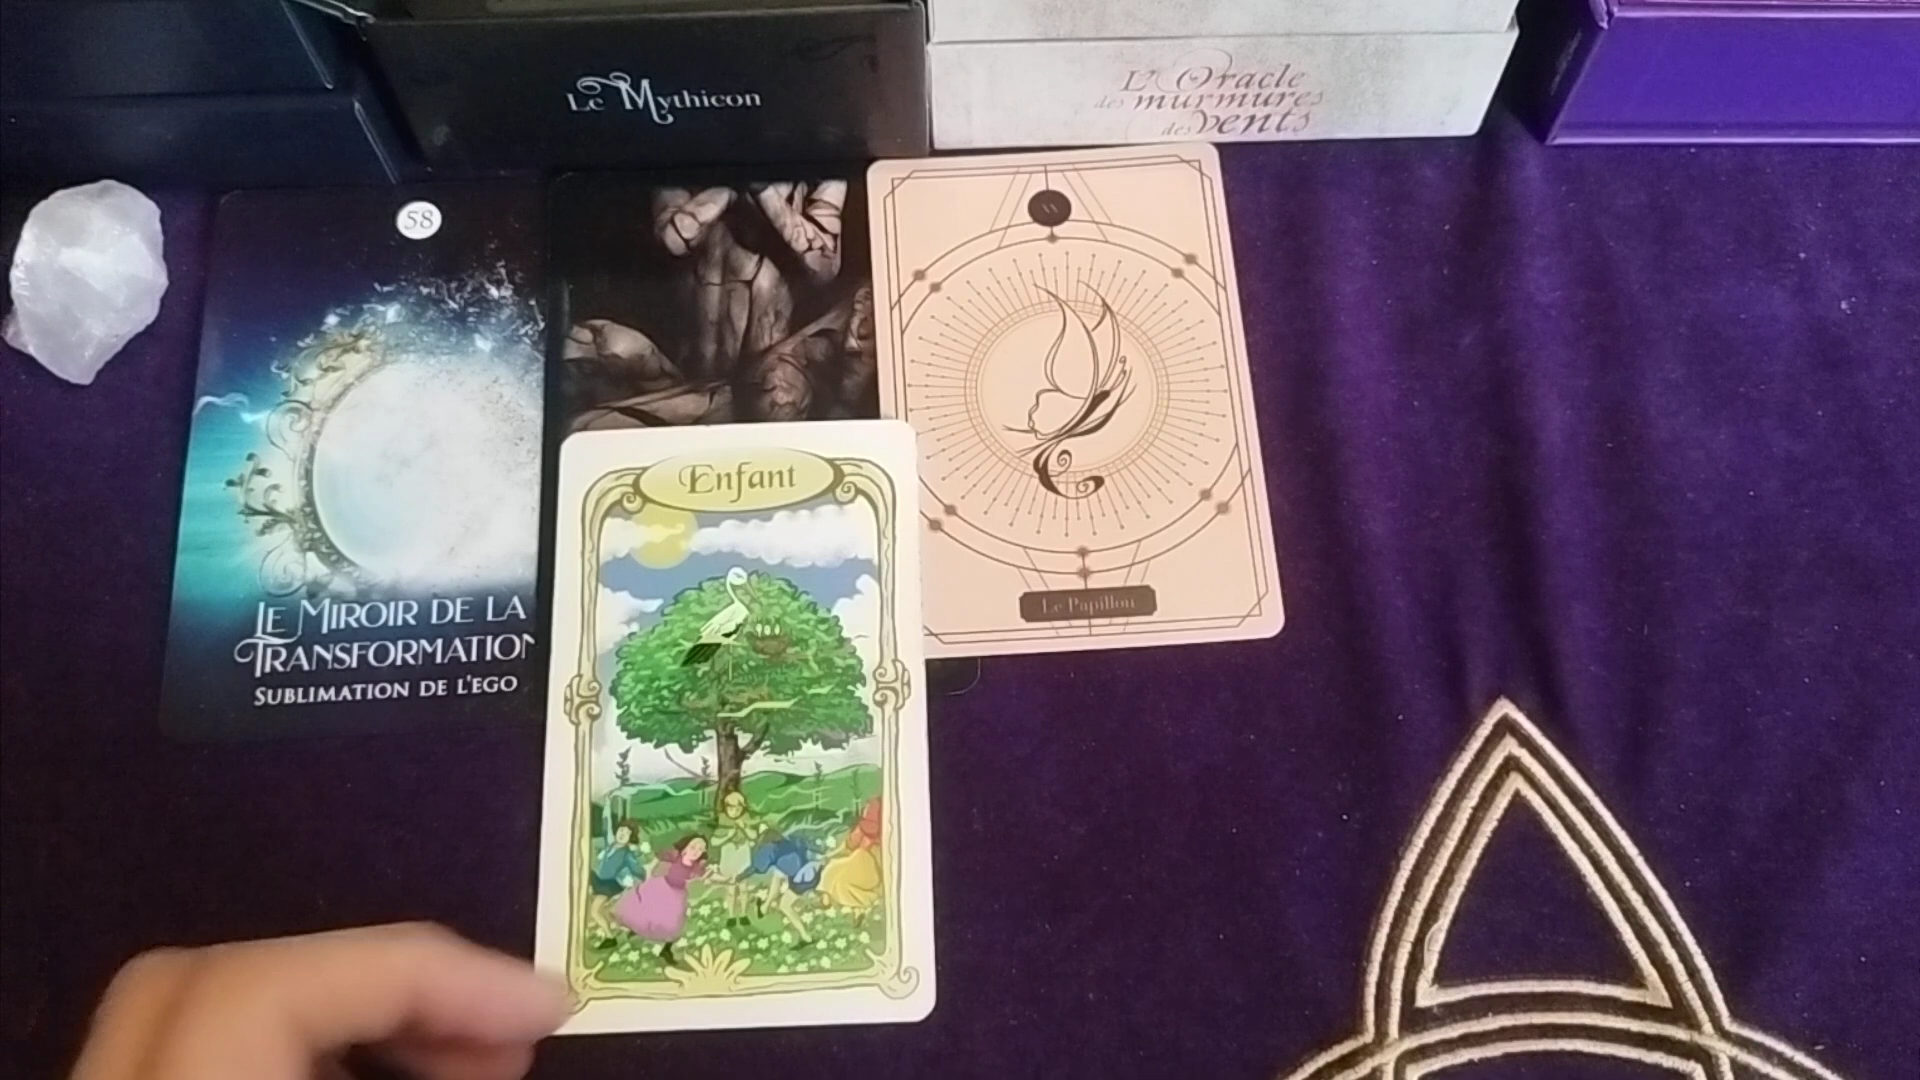 Le Mythicon
L'Oracle
des murmures
des vents
58
LE MIROIR DE LA
TRANSFORMATION
SUBLIMATION DE L'EGO
Enfant
Le Papillon